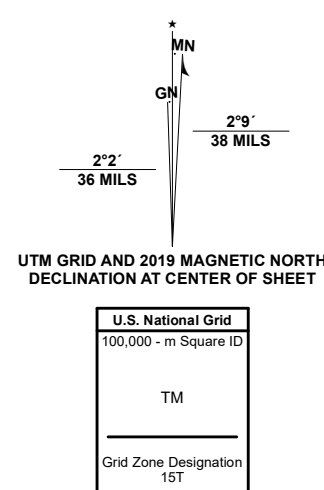 ★
MN
GN
2°9´
38 MILS
2°2´
36 MILS
UTM GRID AND 2019 MAGNETIC NORTH
DECLINATION AT CENTER OF SHEET
U.S. National Grid
100,000 - m Square ID
TM
Grid Zone Designation
15T